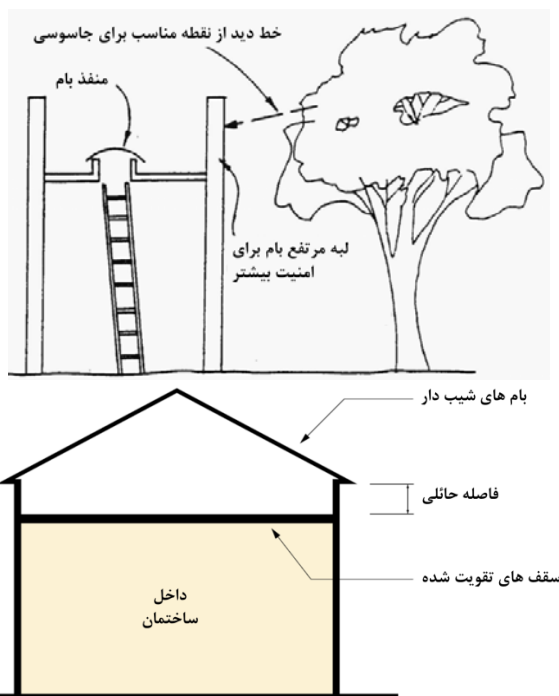 خط دید از نقطه مناسب برای جاسوسی
منفذ بام
لبه مرتفع بام برای
امنیت بیشتر
بام های شیب دار
فاصله حائلی
سقف های تقویت شده
داخل
ساختمان